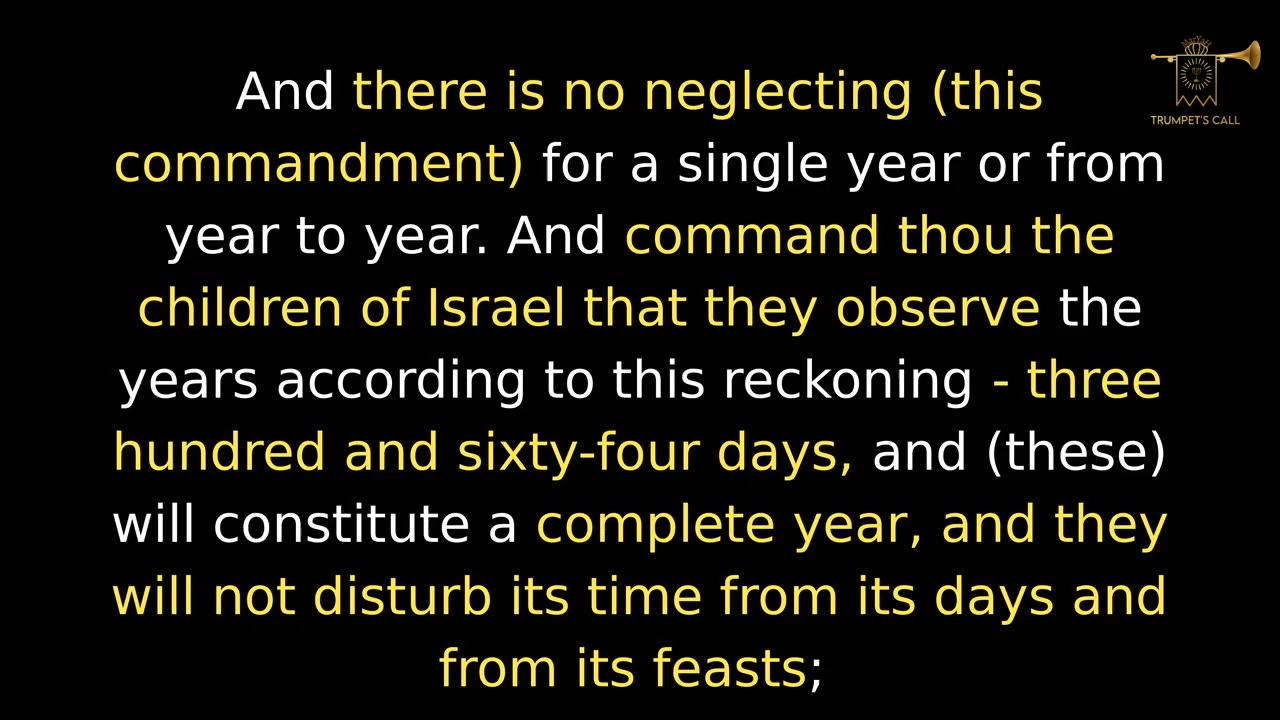 And there is no neglecting (this
commandment) for a single year or from
year to year. And command thou the
children of Israel that they observe the
years according to this reckoning - three
hundred and sixty-four days, and (these)
will constitute a complete year, and they
will not disturb its time from its days and
from its feasts;
TRUMPET'S CALL